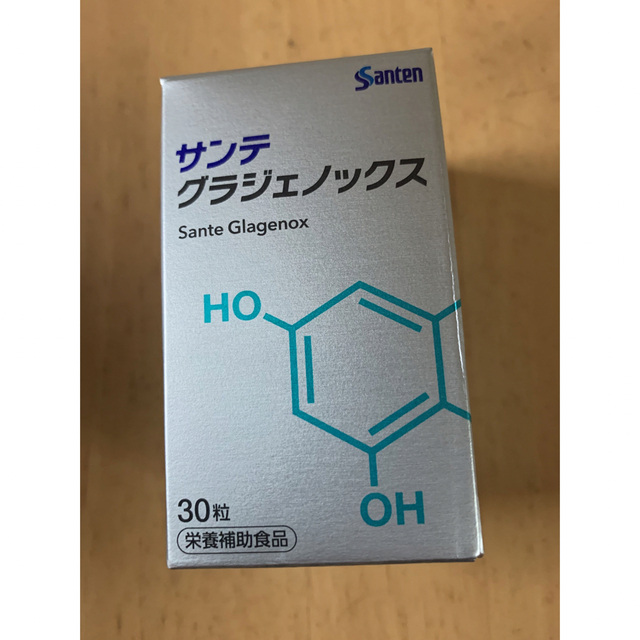 Santen
サンテ
グラジェノックス
Sante Glagenox
HO
OH
30粒
栄養補助食品